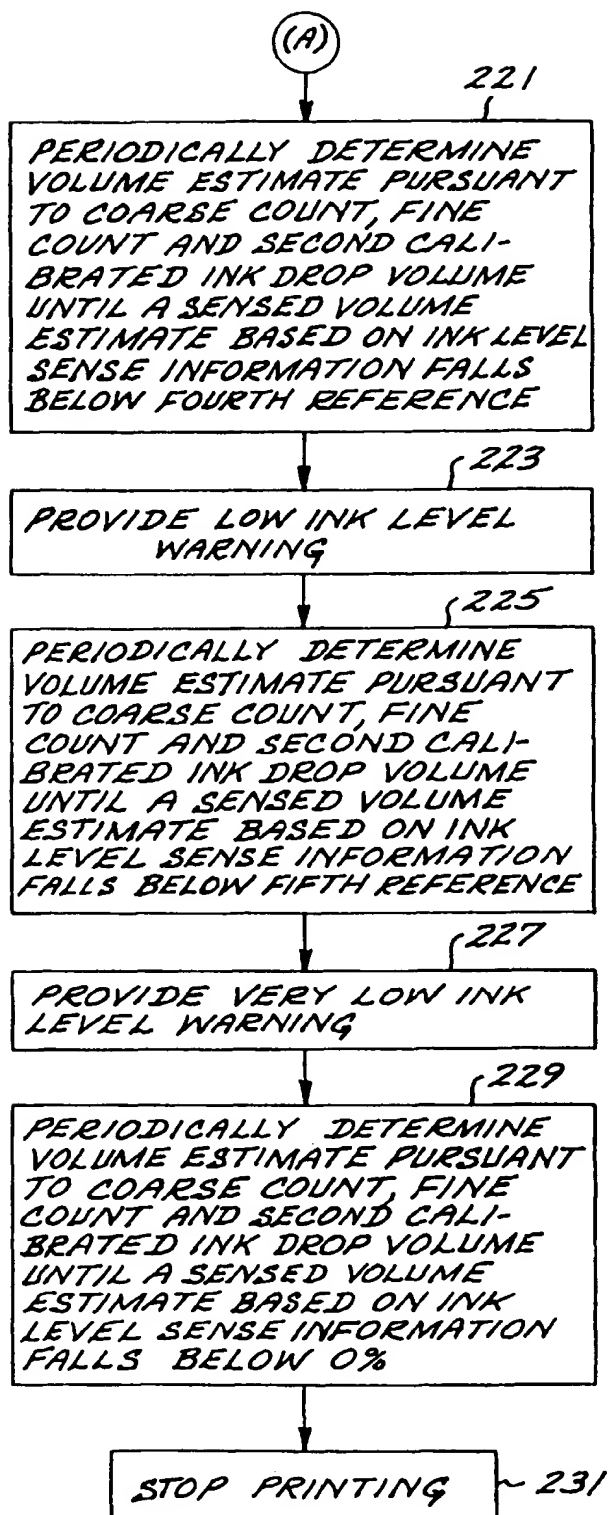 (A)
221
PERIODICALLY DETERMINE
VOLUME ESTIMATE PURSUANT
TO COARSE COUNT, FINE
COUNT AND SECOND CALI-
BRATED INK DROP VOLUME
UNTIL A SENSED VOLUME
ESTIMATE BASED ON INK LEVEL
SENSE INFORMATION FALLS
BELOW FOURTH REFERENCE
223
PROVIDE LOW INK LEVEL
WARNING
225
PERIODICALLY DETERMINE
VOLUME ESTIMATE PURSUANT
TO COARSE COUNT, FINE
COUNT AND SECOND CALI-
BRATED INK DROP VOLUME
UNTIL A SENSED VOLUME
ESTIMATE BASED ON INK
LEVEL SENSE INFORMATION
FALLS BELOW FIFTH REFERENCE
227
PROVIDE VERY LOW INK
LEVEL WARNING
229
PERIODICALLY DETERMINE
VOLUME ESTIMATE PURSUANT
TO COARSE COUNT, FINE
COUNT AND SECOND CALI-
BRATED INK DROP VOLUME
UNTIL A SENSED VOLUME
ESTIMATE BASED ON INK
LEVEL SENSE INFORMATION
FALLS BELOW 0%
STOP PRINTING 231